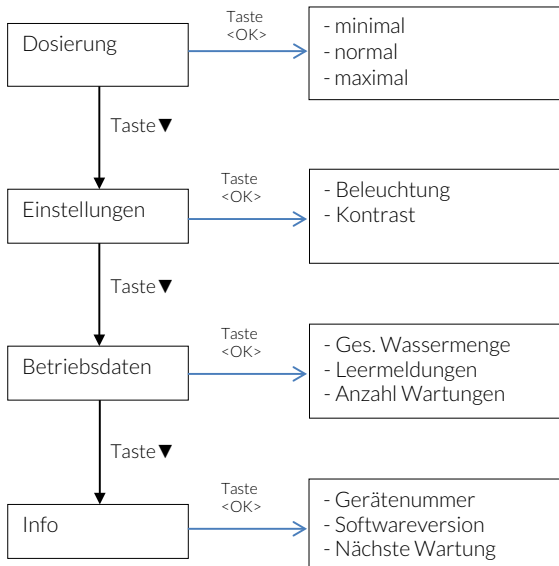 Dosierung
Taste
<OK>
- minimal
- normal
- maximal
Taste▼
Einstellungen
Taste
<OK>
- Beleuchtung
- Kontrast
Taste▼
Betriebsdaten
Taste
<OK>
- Ges. Wassermenge
- Leermeldungen
- Anzahl Wartungen
Taste▼
Info
Taste
<OK>
- Gerätenummer
- Softwareversion
- Nächste Wartung